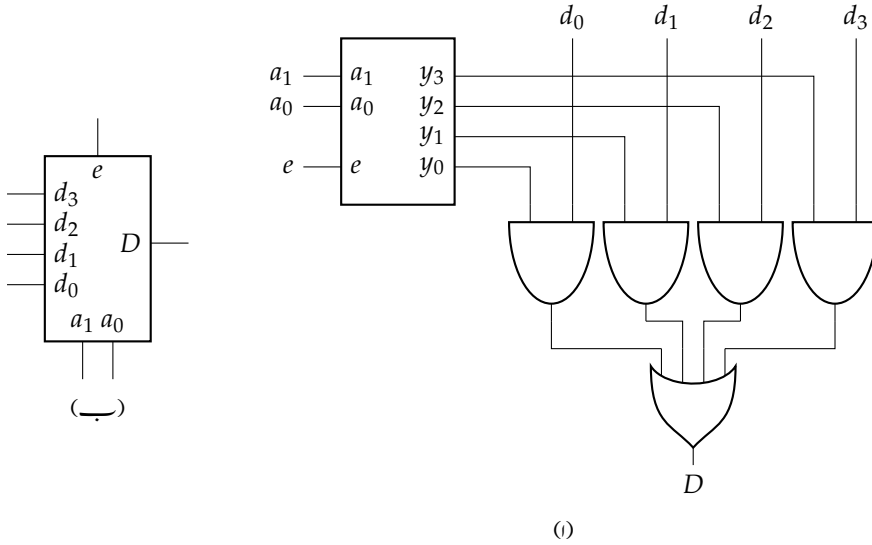 d₀ d₁ d₂ d₃
a₁ a₁ y₃
a₀ a₀ y₂
y₁
e e y₀
e
d₃
d₂
D
d₁
d₀
a₁ a₀
(ب)
D
(ا)